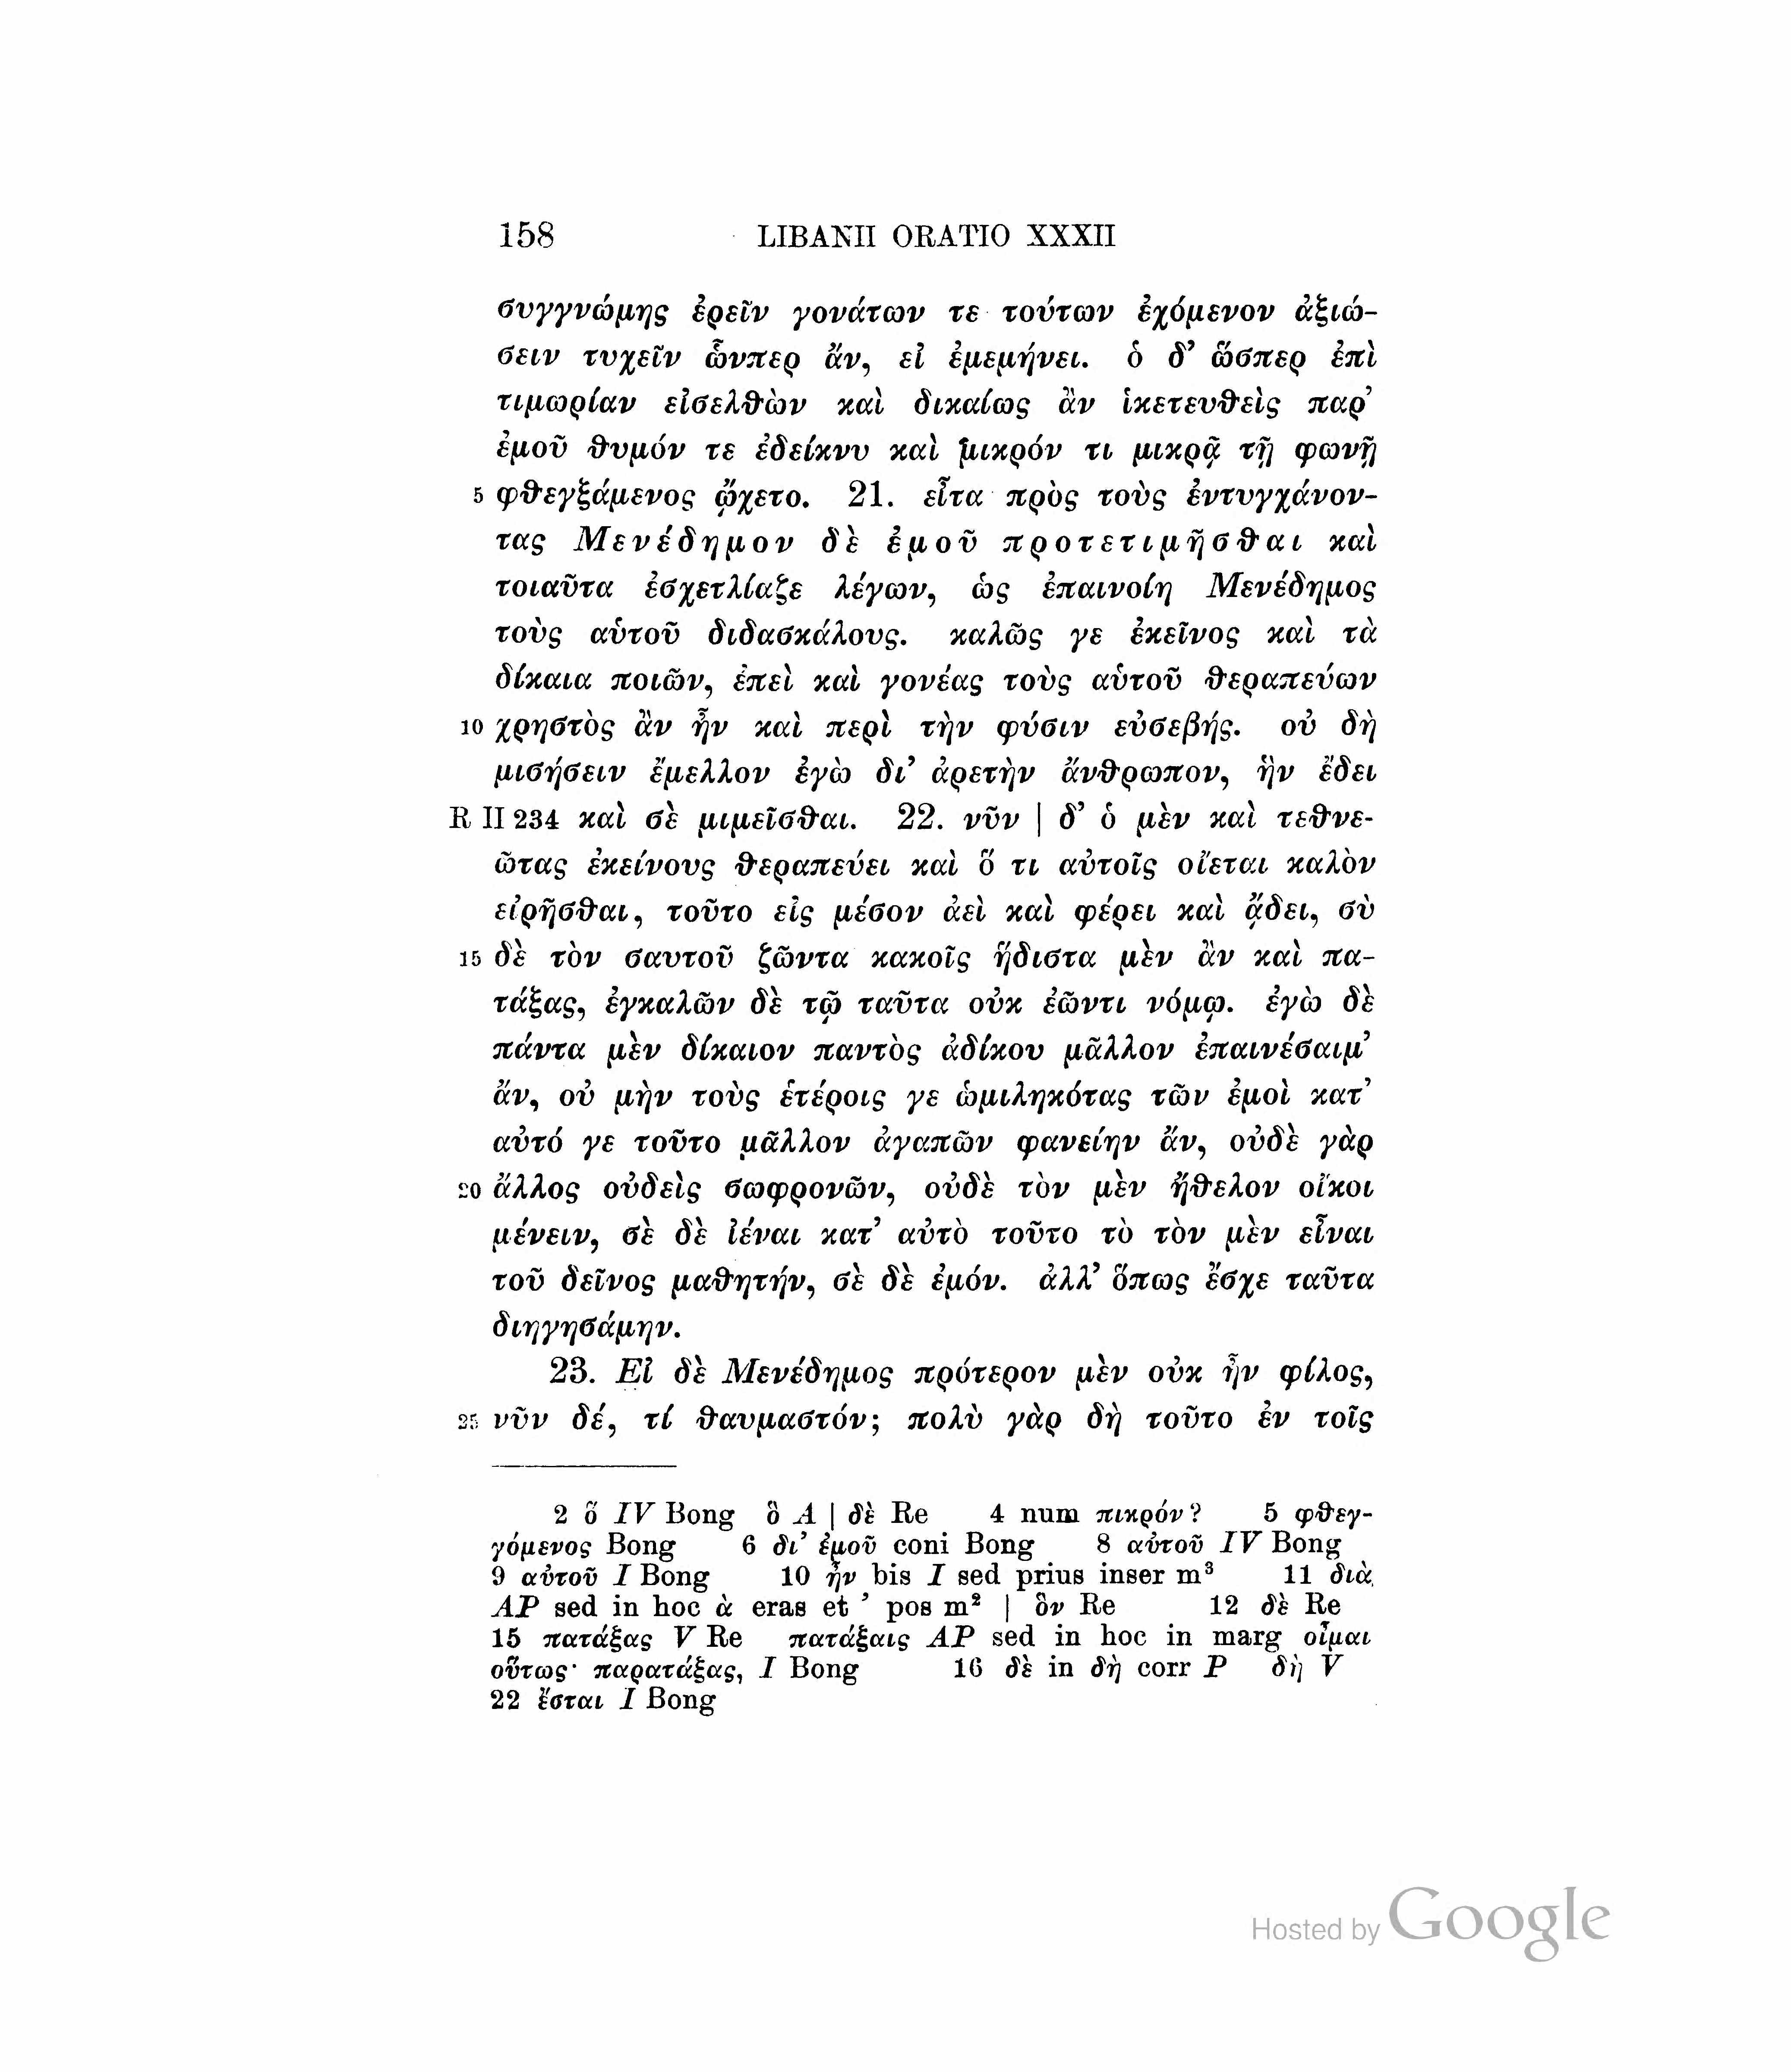 158 LIBANII ORATIO XXXII
συγγνώμης ἐρεῖν γονάτων τε τούτων ἐχόμενον ἀξιώ-
σειν τυχεῖν ὧνπερ ἄν, εἰ ἐμεμήνει. ὁ δ’ ὥσπερ ἐπὶ
τιμωρίαν εἰσελθὼν καὶ δικαίως ἂν ἱκετευθεὶς παρ’
ἐμοῦ θυμόν τε ἐδείκνυ καὶ μικρόν τι μικρᾷ τῇ φωνῇ
5 φθεγξάμενος ᾤχετο. 21. εἶτα πρὸς τοὺς ἐντυγχάνον-
τας Μενέδημον δὲ ἐμοῦ προτετιμῆσθαι καὶ
τοιαῦτα ἐσχετλίαζε λέγων, ὡς ἐπαινοίη Μενέδημος
τοὺς αὑτοῦ διδασκάλους. καλῶς γε ἐκεῖνος καὶ τὰ
δίκαια ποιῶν, ἐπεὶ καὶ γονέας τοὺς αὑτοῦ θεραπεύων
10 χρηστὸς ἂν ἦν καὶ περὶ τὴν φύσιν εὐσεβής. οὐ δὴ
μισήσειν ἔμελλον ἐγὼ δι’ ἀρετὴν ἄνθρωπον, ἣν ἔδει
R II 234 καὶ σὲ μιμεῖσθαι. 22. νῦν | δ’ ὁ μὲν καὶ τεθνε-
ῶτας ἐκείνους θεραπεύει καὶ ὅ τι αὐτοῖς οἴεται καλὸν
εἰρῆσθαι, τοῦτο εἰς μέσον ἀεὶ καὶ φέρει καὶ ᾄδει, σὺ
15 δὲ τὸν σαυτοῦ ζῶντα κακοῖς ἥδιστα μὲν ἂν καὶ πα-
τάξας, ἐγκαλῶν δὲ τῷ ταῦτα οὐκ ἐῶντι νόμῳ. ἐγὼ δὲ
πάντα μὲν δίκαιον παντὸς ἀδίκου μᾶλλον ἐπαινέσαιμ’
ἄν, οὐ μὴν τοὺς ἑτέροις γε ὡμιληκότας τῶν ἐμοὶ κατ’
αὐτό γε τοῦτο μᾶλλον ἀγαπῶν φανείην ἄν, οὐδὲ γὰρ
20 ἄλλος οὐδεὶς σωφρονῶν, οὐδὲ τὸν μὲν ἤθελον οἴκοι
μένειν, σὲ δὲ ἰέναι κατ’ αὐτὸ τοῦτο τὸ τὸν μὲν εἶναι
τοῦ δεῖνος μαθητήν, σὲ δὲ ἐμόν. ἀλλ’ ὅπως ἔσχε ταῦτα
διηγησάμην.
23. Εἰ δὲ Μενέδημος πρότερον μὲν οὐκ ἦν φίλος,
25 νῦν δέ, τί θαυμαστόν; πολὺ γὰρ δὴ τοῦτο ἐν τοῖς
2 ὅ IV Bong ὃ A | δὲ Re 4 num πικρόν? 5 φθεγ-
γόμενος Bong 6 δι’ ἐμοῦ coni Bong 8 αὐτοῦ IV Bong
9 αὐτοῦ I Bong 10 ἦν bis I sed prius inser m³ 11 διὰ
AP sed in hoc ὰ eras et ’ pos m² | ὃν Re 12 δὲ Re
15 πατάξας V Re πατάξαις AP sed in hoc in marg οἶμαι
οὕτως· παρατάξας, I Bong 16 δὲ in δὴ corr P δὴ V
22 ἔσται I Bong
Hosted by Google